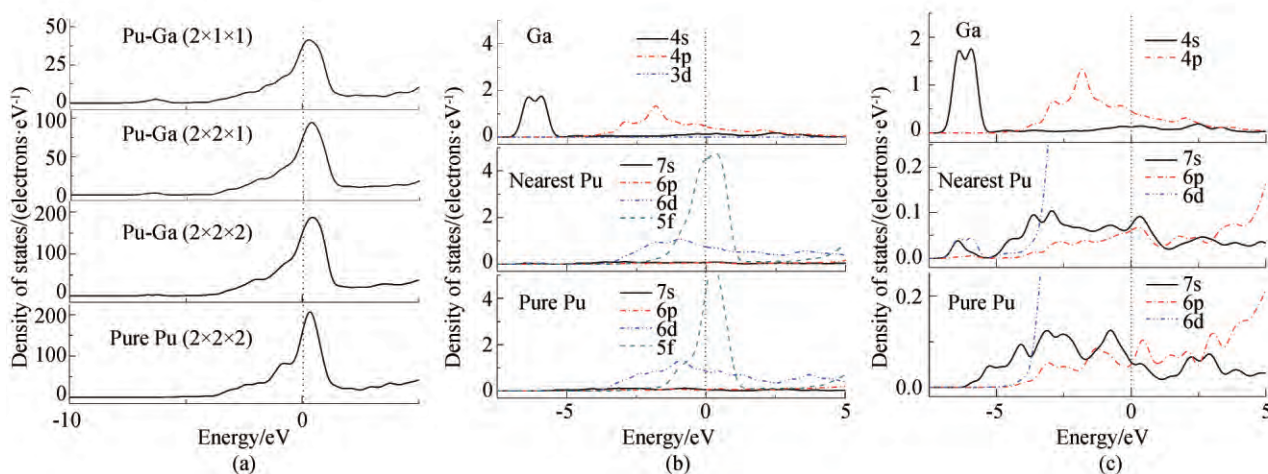 Density of states/(electrons·eV⁻¹)
50
25
0
Pu-Ga (2×1×1)
100
50
0
Pu-Ga (2×2×1)
200
100
0
Pu-Ga (2×2×2)
200
100
0
Pure Pu (2×2×2)
-10
0
Energy/eV
(a)
Density of states/(electrons·eV⁻¹)
4
2
0
Ga
4s
4p
3d
4
2
0
Nearest Pu
7s
6p
6d
5f
4
2
0
Pure Pu
7s
6p
6d
5f
-5
0
5
Energy/eV
(b)
Density of states/(electrons·eV⁻¹)
2
1
0
Ga
4s
4p
0.2
0.1
0.0
Nearest Pu
7s
6p
6d
0.2
0.1
0.0
Pure Pu
7s
6p
6d
-5
0
5
Energy/eV
(c)